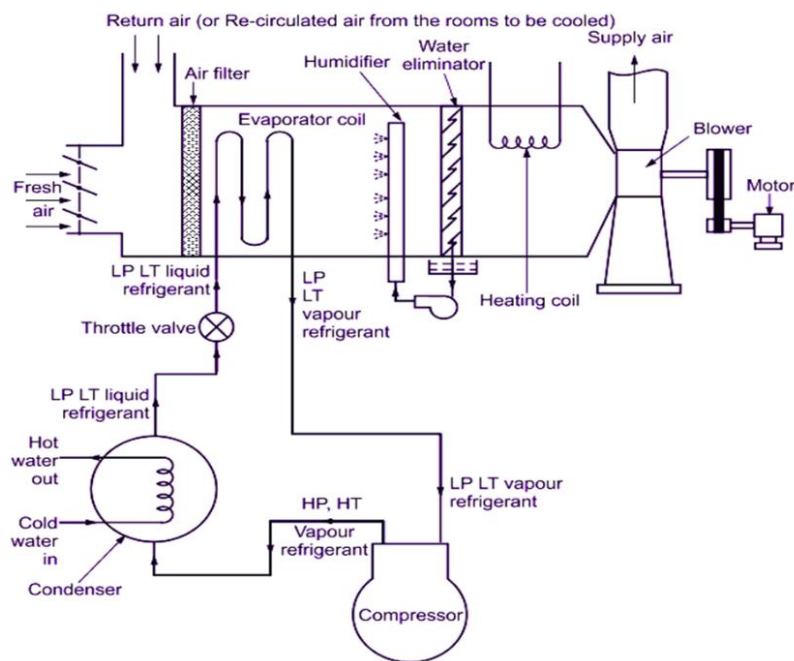 Return air (or Re-circulated air from the rooms to be cooled)
Supply air
Water
eliminator
Humidifier
Air filter
Evaporator coil
Blower
Motor
Fresh
air
LP LT liquid
refrigerant
LP
LT
vapour
refrigerant
Heating coil
Throttle valve
LP LT liquid
refrigerant
Hot
water
out
Cold
water
in
Condenser
HP, HT
Vapour
refrigerant
LP LT vapour
refrigerant
Compressor